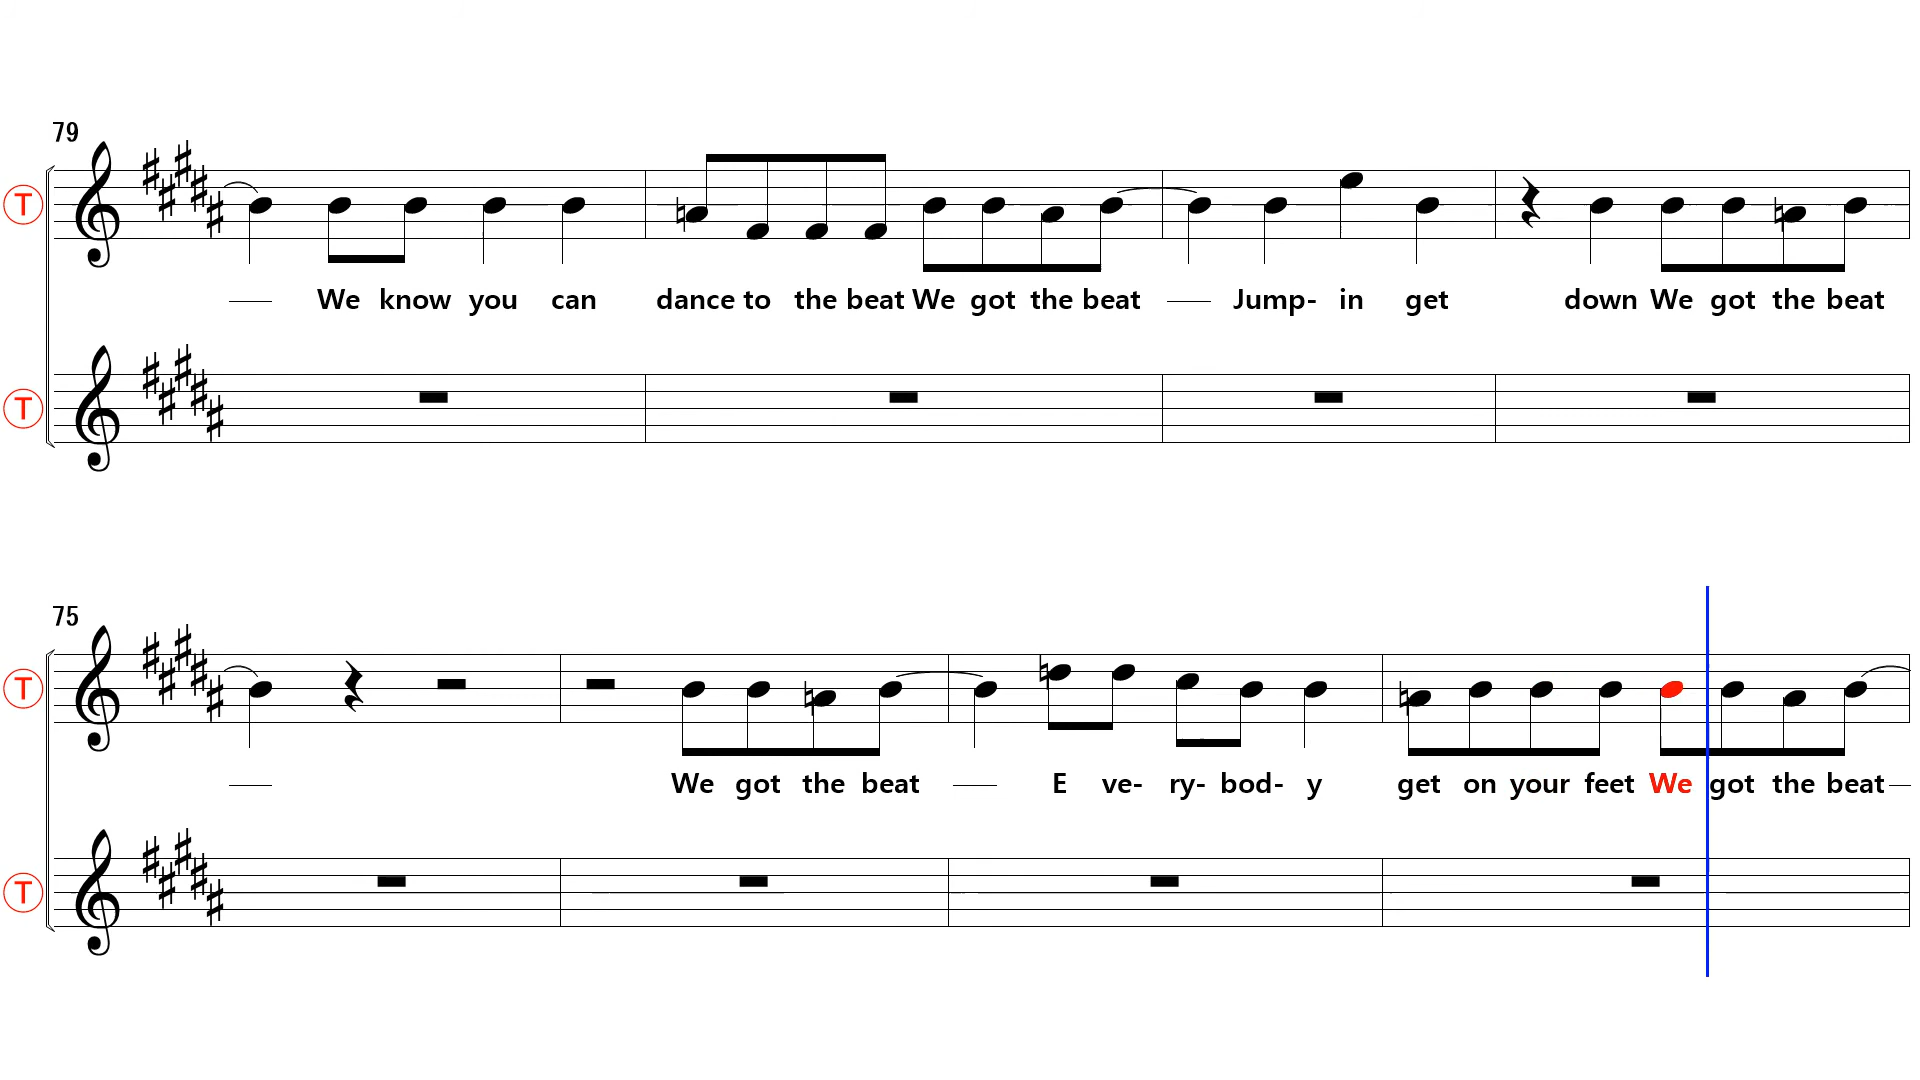 79
T
We know you can dance to the beat We got the beat Jump- in get down We got the beat
T
75
T
We got the beat E ve- ry- bod- y get on your feet We got the beat
T